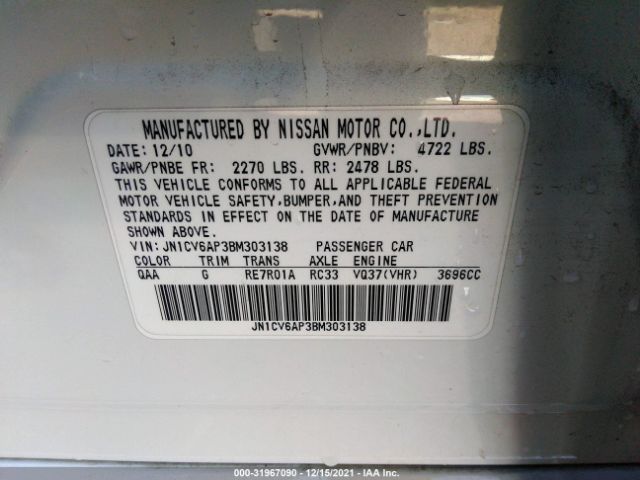 MANUFACTURED BY NISSAN MOTOR CO.,LTD.
DATE: 12/10 GVWR/PNBV: 4722 LBS.
GAWR/PNBE FR: 2270 LBS. RR: 2478 LBS.
THIS VEHICLE CONFORMS TO ALL APPLICABLE FEDERAL
MOTOR VEHICLE SAFETY,BUMPER,AND THEFT PREVENTION
STANDARDS IN EFFECT ON THE DATE OF MANUFACTURE
SHOWN ABOVE.
VIN: JN1CV6AP3BM303138 PASSENGER CAR
COLOR TRIM TRANS AXLE ENGINE
QAA G RE7R01A RC33 VQ37(VHR) 3696CC
JN1CV6AP3BM303138
000-31967090 - 12/15/2021 - IAA Inc.